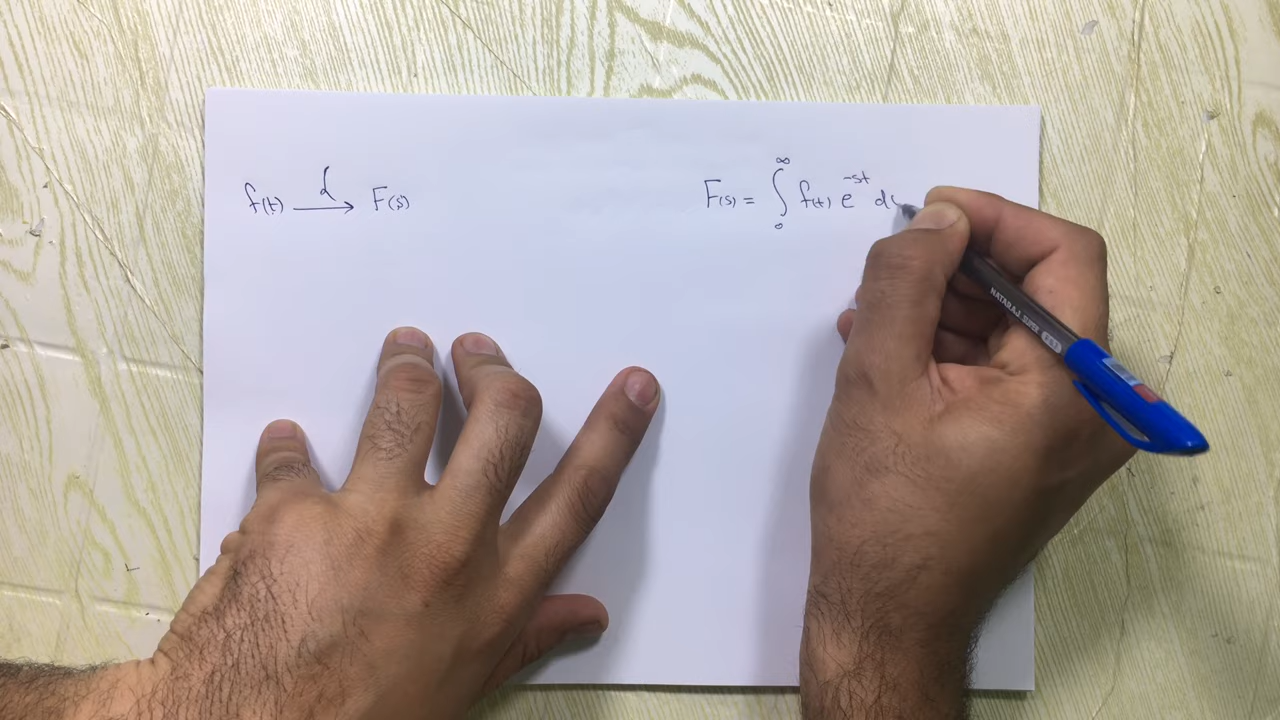 f(t) ℒ→ F(s)
F(s) = ∫₀^∞ f(t) e^-st d
NATARAJ SUPER